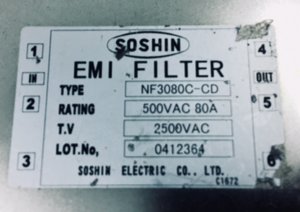 SOSHIN
1 EMI FILTER 4
IN OUT
TYPE NF3080C-CD
2 RATING 500VAC 80A 5
T.V 2500VAC
LOT.No, 0412364
3 6
SOSHIN ELECTRIC CO., LTD.
C1672